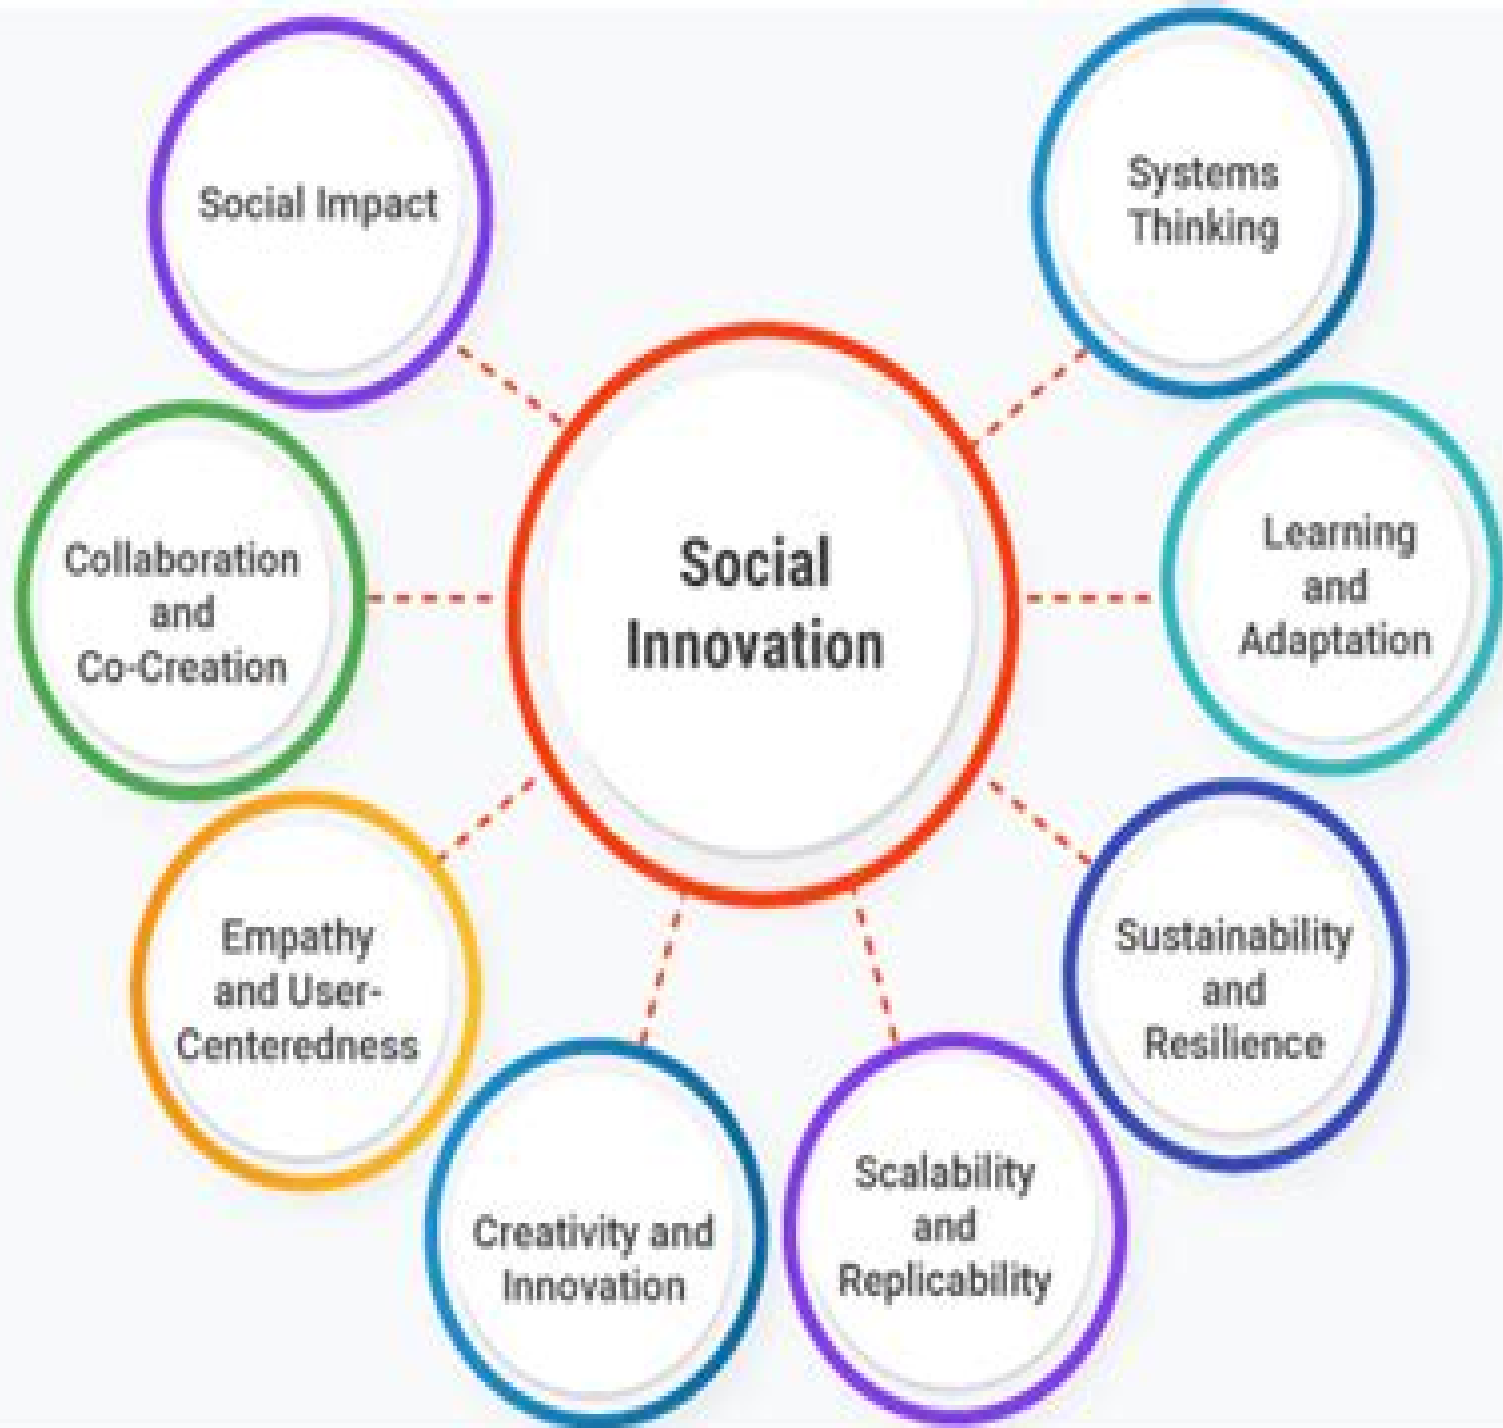 Social Impact
Systems
Thinking
Social
Innovation
Collaboration
and
Co-Creation
Learning
and
Adaptation
Empathy
and User-
Centeredness
Sustainability
and
Resilience
Creativity and
Innovation
Scalability
and
Replicability